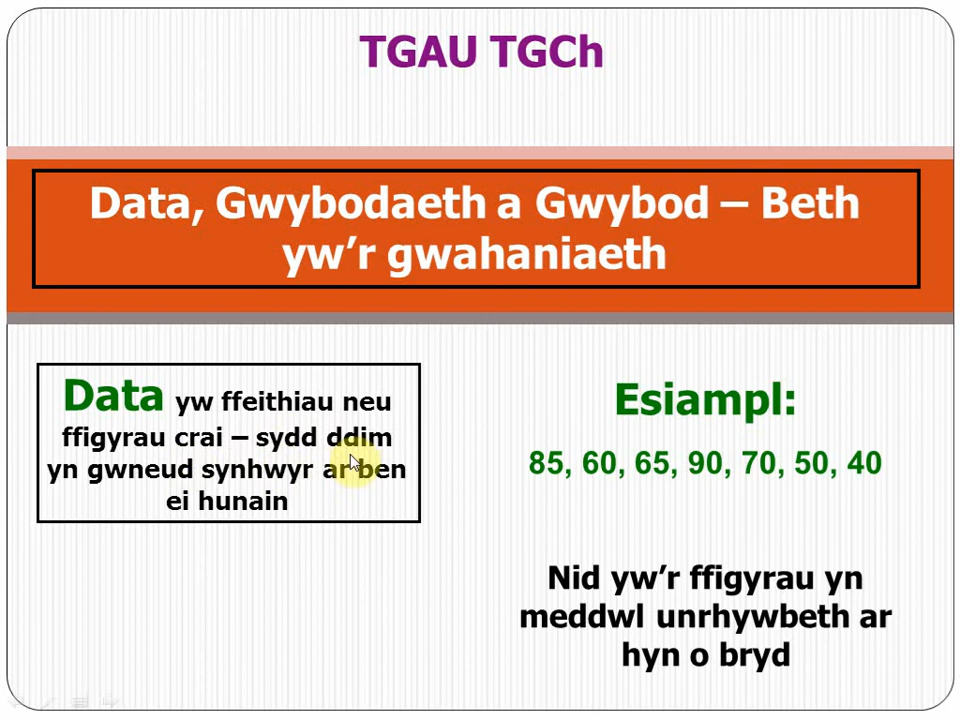 TGAU TGCh
Data, Gwybodaeth a Gwybod – Beth
yw’r gwahaniaeth
Data yw ffeithiau neu
ffigyrau crai – sydd ddim
yn gwneud synhwyr ar ben
ei hunain
Esiampl:
85, 60, 65, 90, 70, 50, 40
Nid yw’r ffigyrau yn
meddwl unrhywbeth ar
hyn o bryd